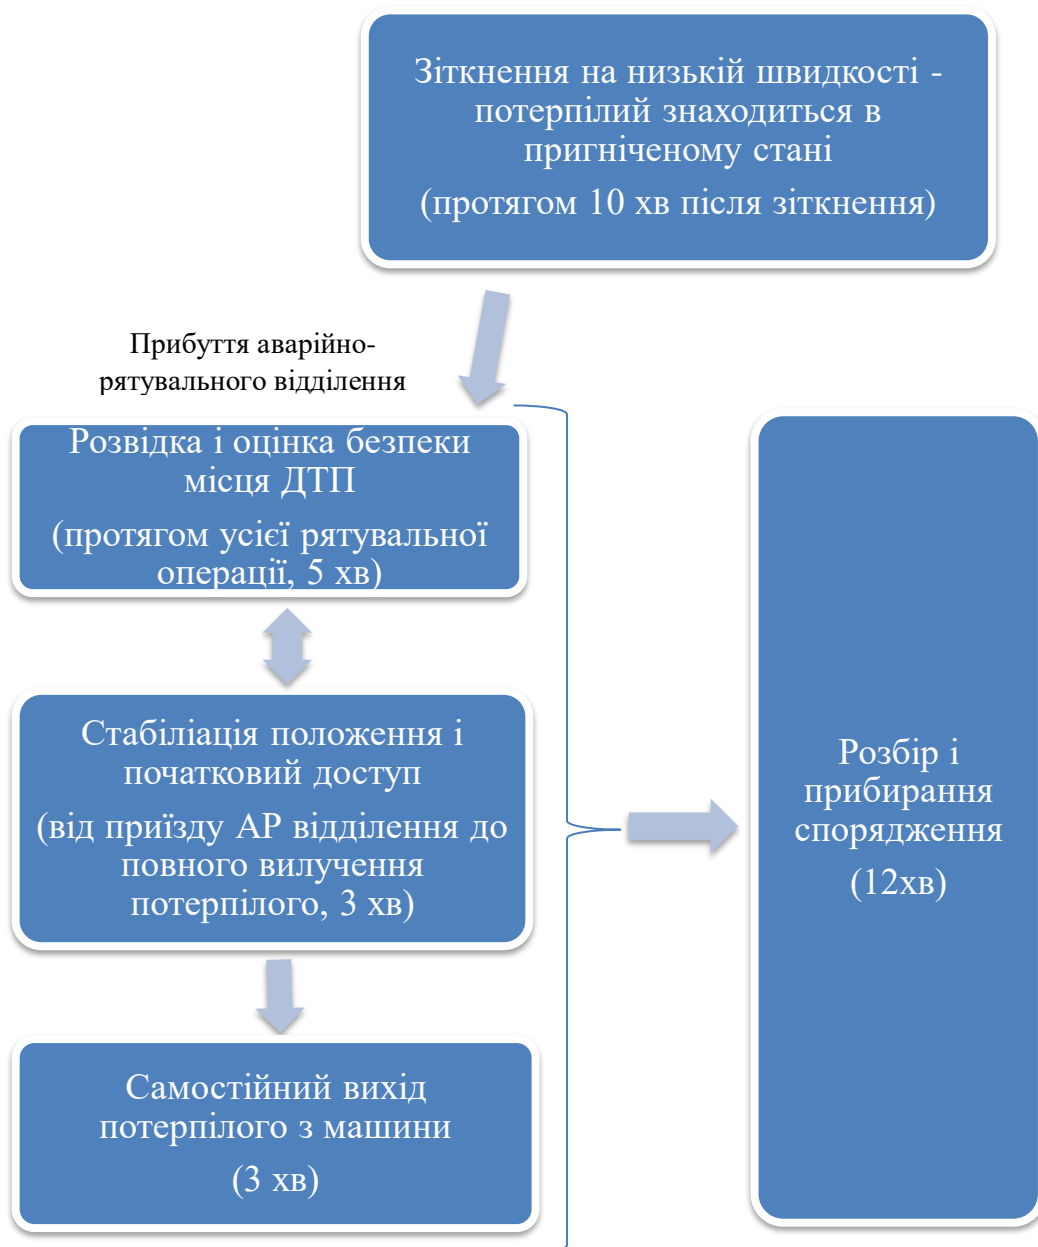 Зіткнення на низькій швидкості -
потерпілий знаходиться в
пригніченому стані
(протягом 10 хв після зіткнення)
Прибуття аварійно-
рятувального відділення
Розвідка і оцінка безпеки
місця ДТП
(протягом усієї рятувальної
операції, 5 хв)
Стабіліація положення і
початковий доступ
(від приїзду АР відділення до
повного вилучення
потерпілого, 3 хв)
Самостійний вихід
потерпілого з машини
(3 хв)
Розбір і
прибирання
спорядження
(12хв)